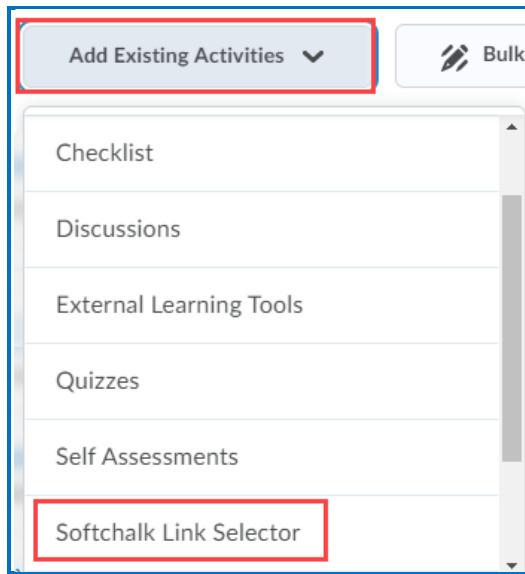 Add Existing Activities
Bulk
Checklist
Discussions
External Learning Tools
Quizzes
Self Assessments
Softchalk Link Selector